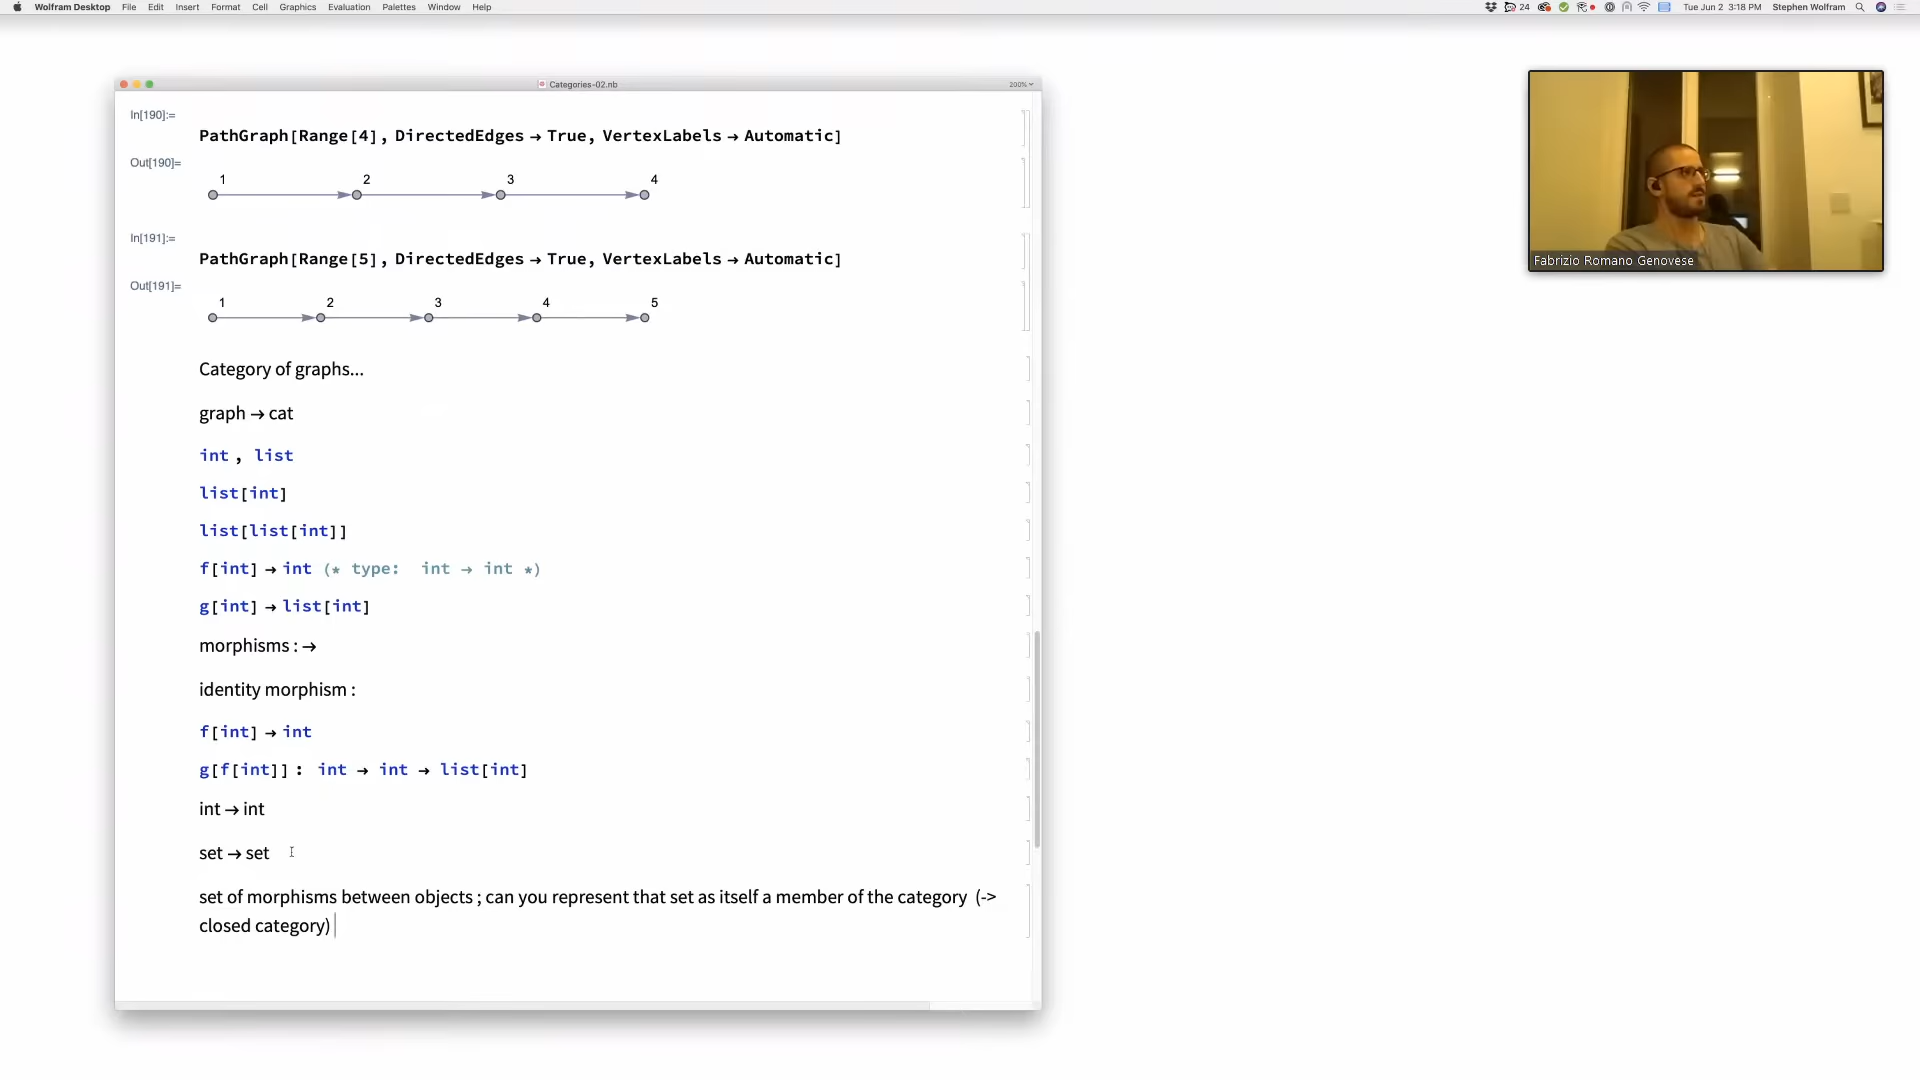 Wolfram Desktop File Edit Insert Format Cell Graphics Evaluation Palettes Window Help 24 Tue Jun 2 3:18 PM Stephen Wolfram
Categories-02.nb 200%
In[190]:=
PathGraph[Range[4], DirectedEdges → True, VertexLabels → Automatic]
Out[190]=
1 2 3 4
In[191]:=
PathGraph[Range[5], DirectedEdges → True, VertexLabels → Automatic]
Out[191]=
1 2 3 4 5
Category of graphs...
graph → cat
int , list
list[int]
list[list[int]]
f[int] → int (* type: int → int *)
g[int] → list[int]
morphisms : →
identity morphism :
f[int] → int
g[f[int]] : int → int → list[int]
int → int
set → set
set of morphisms between objects ; can you represent that set as itself a member of the category (->
closed category)
Fabrizio Romano Genovese